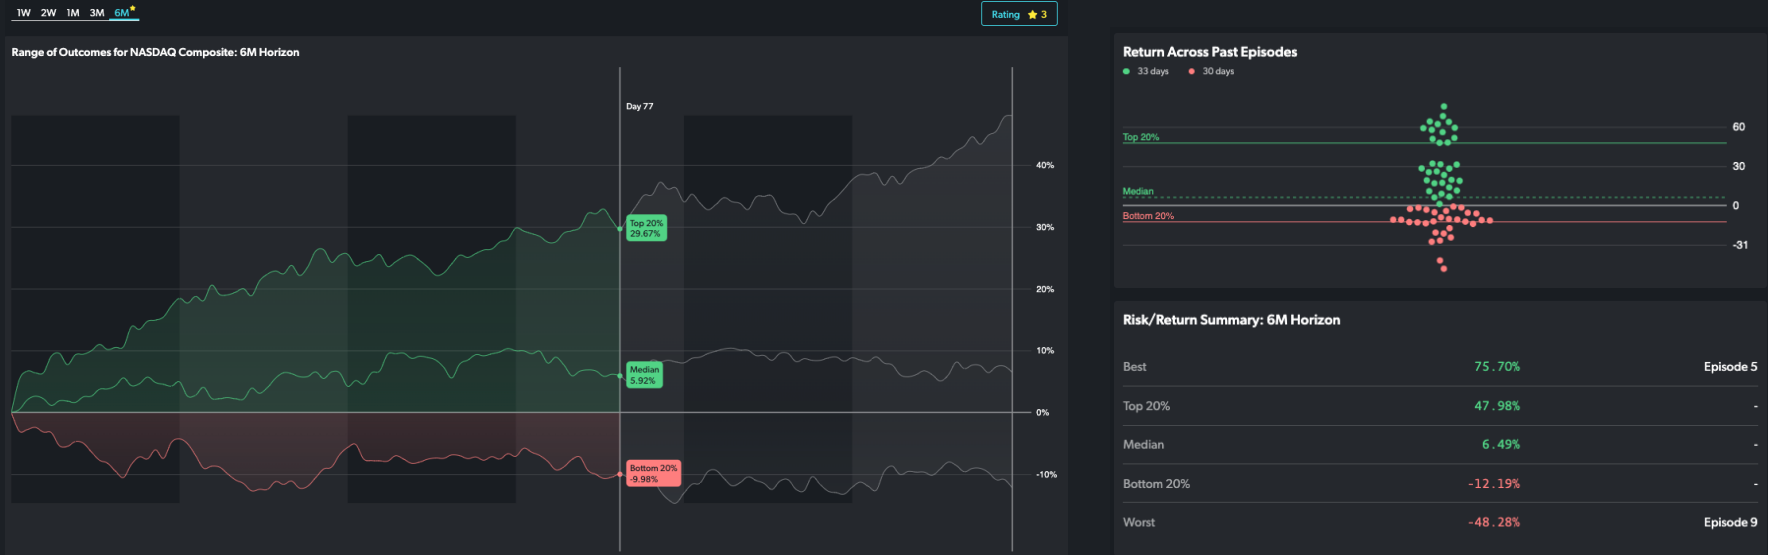 1W 2W 1M 3M 6M
Rating 3
Range of Outcomes for NASDAQ Composite: 6M Horizon
Day 77
40%
30%
20%
10%
0%
-10%
Top 20%
29.67%
Median
5.92%
Bottom 20%
-9.98%
Return Across Past Episodes
33 days 30 days
Top 20%
Median
Bottom 20%
60
30
0
-31
Risk/Return Summary: 6M Horizon
Best 75.70% Episode 5
Top 20% 47.98% -
Median 6.49% -
Bottom 20% -12.19% -
Worst -48.28% Episode 9